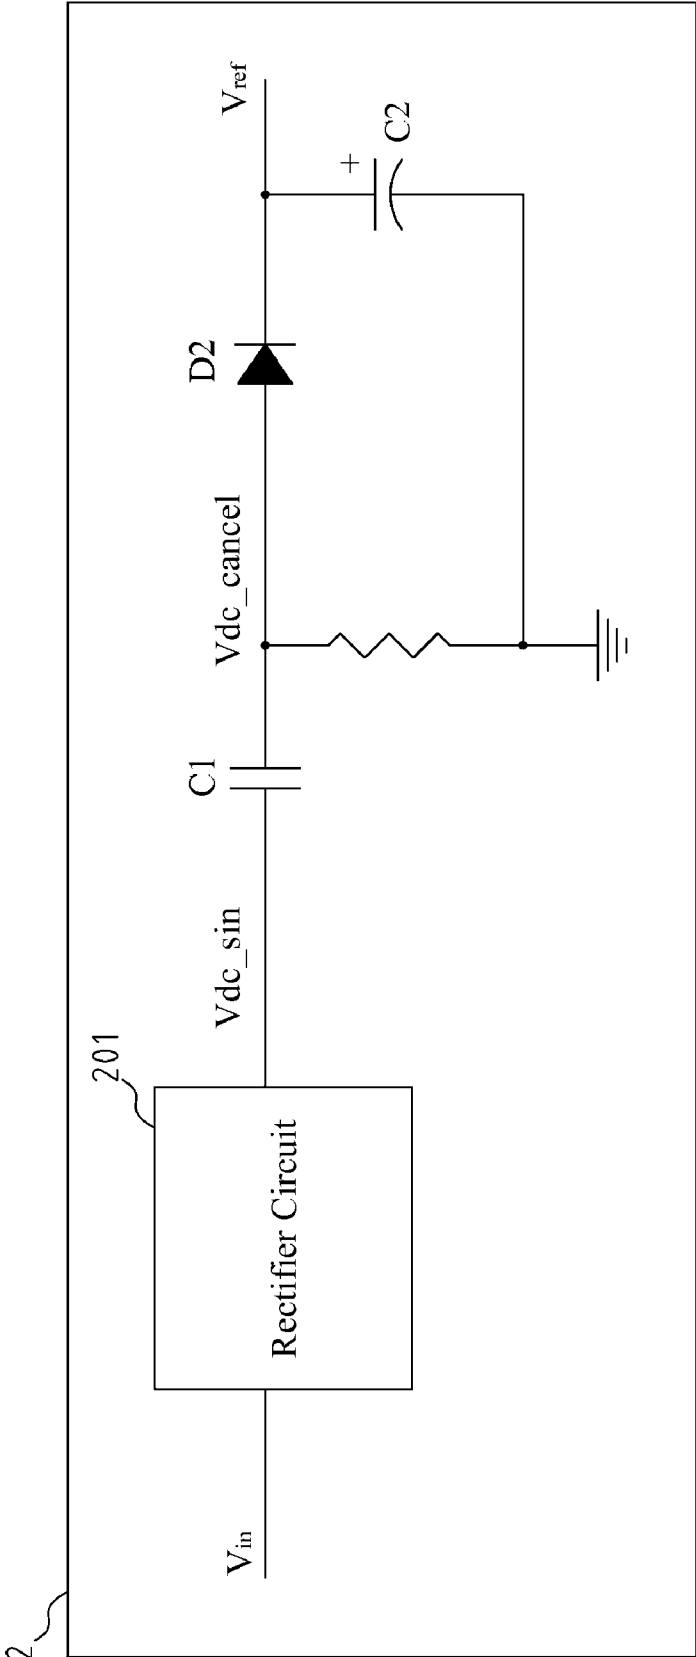 2
201
V_in
Rectifier Circuit
Vdc_sin
C1
Vdc_cancel
D2
V_ref
+
C2